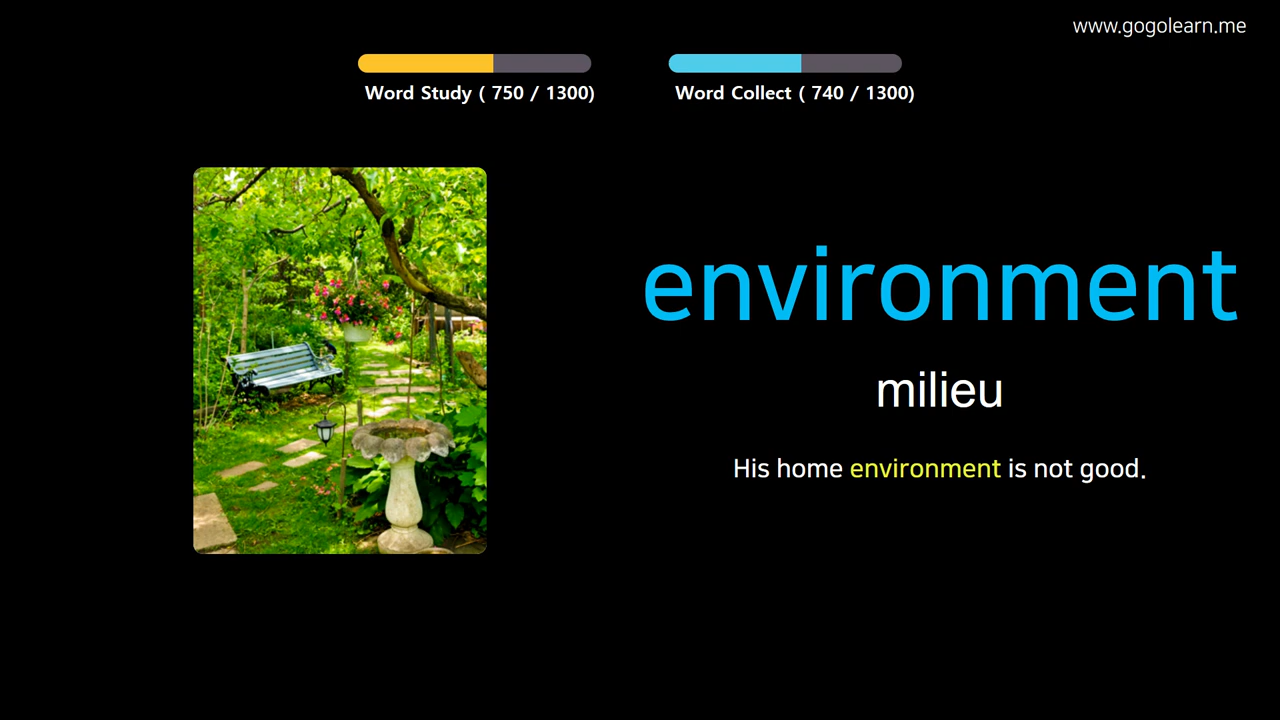 www.gogolearn.me
Word Study ( 750 / 1300)
Word Collect ( 740 / 1300)
environment
milieu
His home environment is not good.